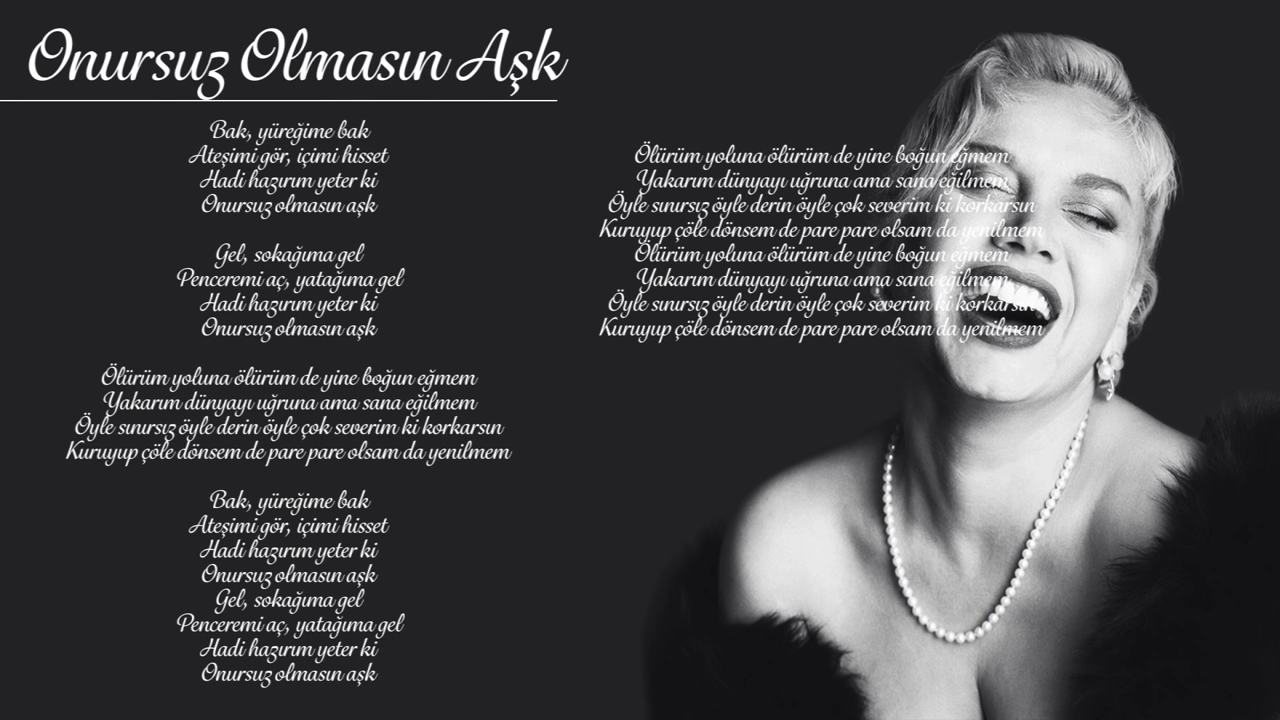 Onursuz Olmasın Aşk
Bak, yüreğime bak
Ateşimi gör, içimi hisset
Hadi hazırım yeter ki
Onursuz olmasın aşk
Gel, sokağıma gel
Penceremi aç, yatağıma gel
Hadi hazırım yeter ki
Onursuz olmasın aşk
Ölürüm yoluna ölürüm de yine boğun eğmem
Yakarım dünyayı uğruna ama sana eğilmem
Öyle sınırsız öyle derin öyle çok severim ki korkarsın
Kuruyup çöle dönsem de pare pare olsam da yenilmem
Bak, yüreğime bak
Ateşimi gör, içimi hisset
Hadi hazırım yeter ki
Onursuz olmasın aşk
Gel, sokağıma gel
Penceremi aç, yatağıma gel
Hadi hazırım yeter ki
Onursuz olmasın aşk
Ölürüm yoluna ölürüm de yine boğun eğmem
Yakarım dünyayı uğruna ama sana eğilmem
Öyle sınırsız öyle derin öyle çok severim ki korkarsın
Kuruyup çöle dönsem de pare pare olsam da yenilmem
Ölürüm yoluna ölürüm de yine boğun eğmem
Yakarım dünyayı uğruna ama sana eğilmem
Öyle sınırsız öyle derin öyle çok severim ki korkarsın
Kuruyup çöle dönsem de pare pare olsam da yenilmem